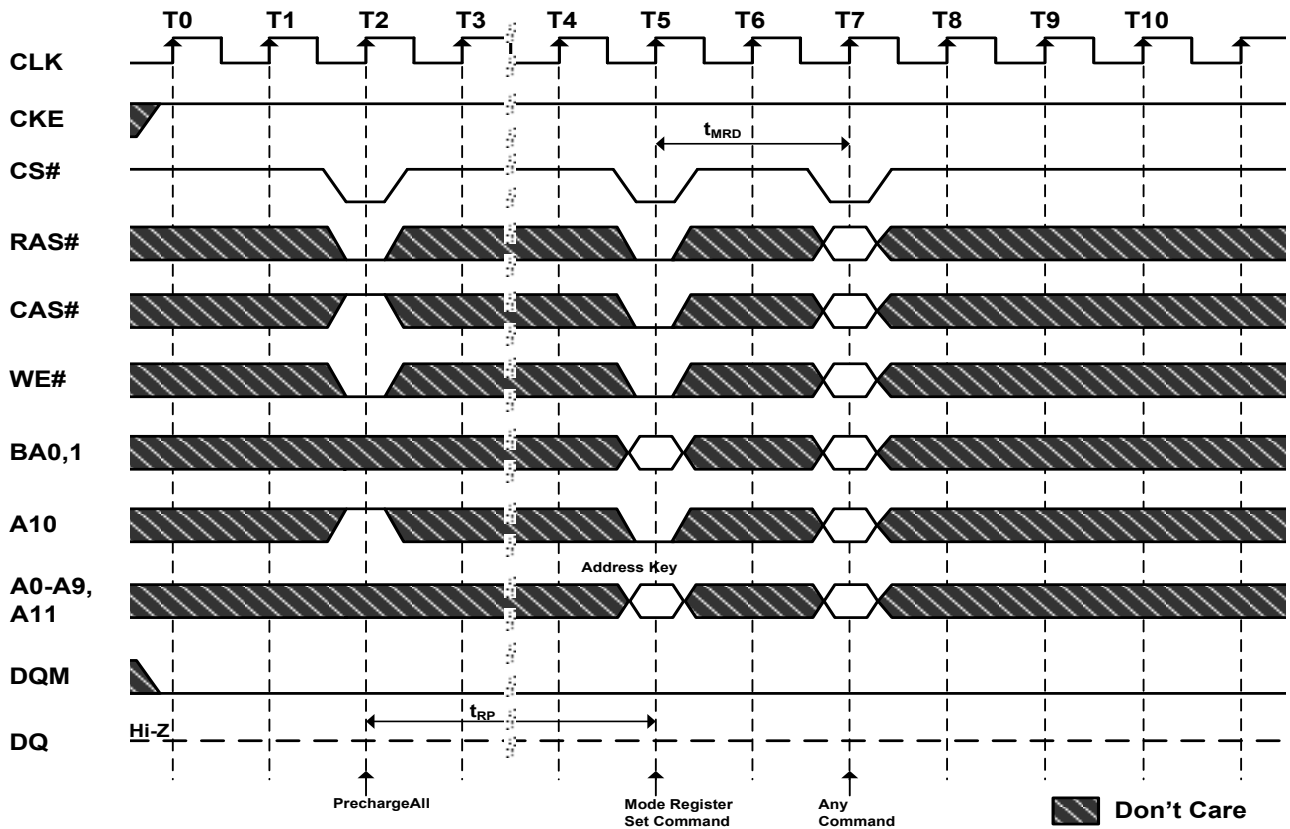 T0 T1 T2 T3 T4 T5 T6 T7 T8 T9 T10
CLK
CKE
tMRD
CS#
RAS#
CAS#
WE#
BA0,1
A10
Address Key
A0-A9,
A11
DQM
tRP
Hi-Z
DQ
PrechargeAll
Mode Register
Set Command
Any
Command
Don't Care